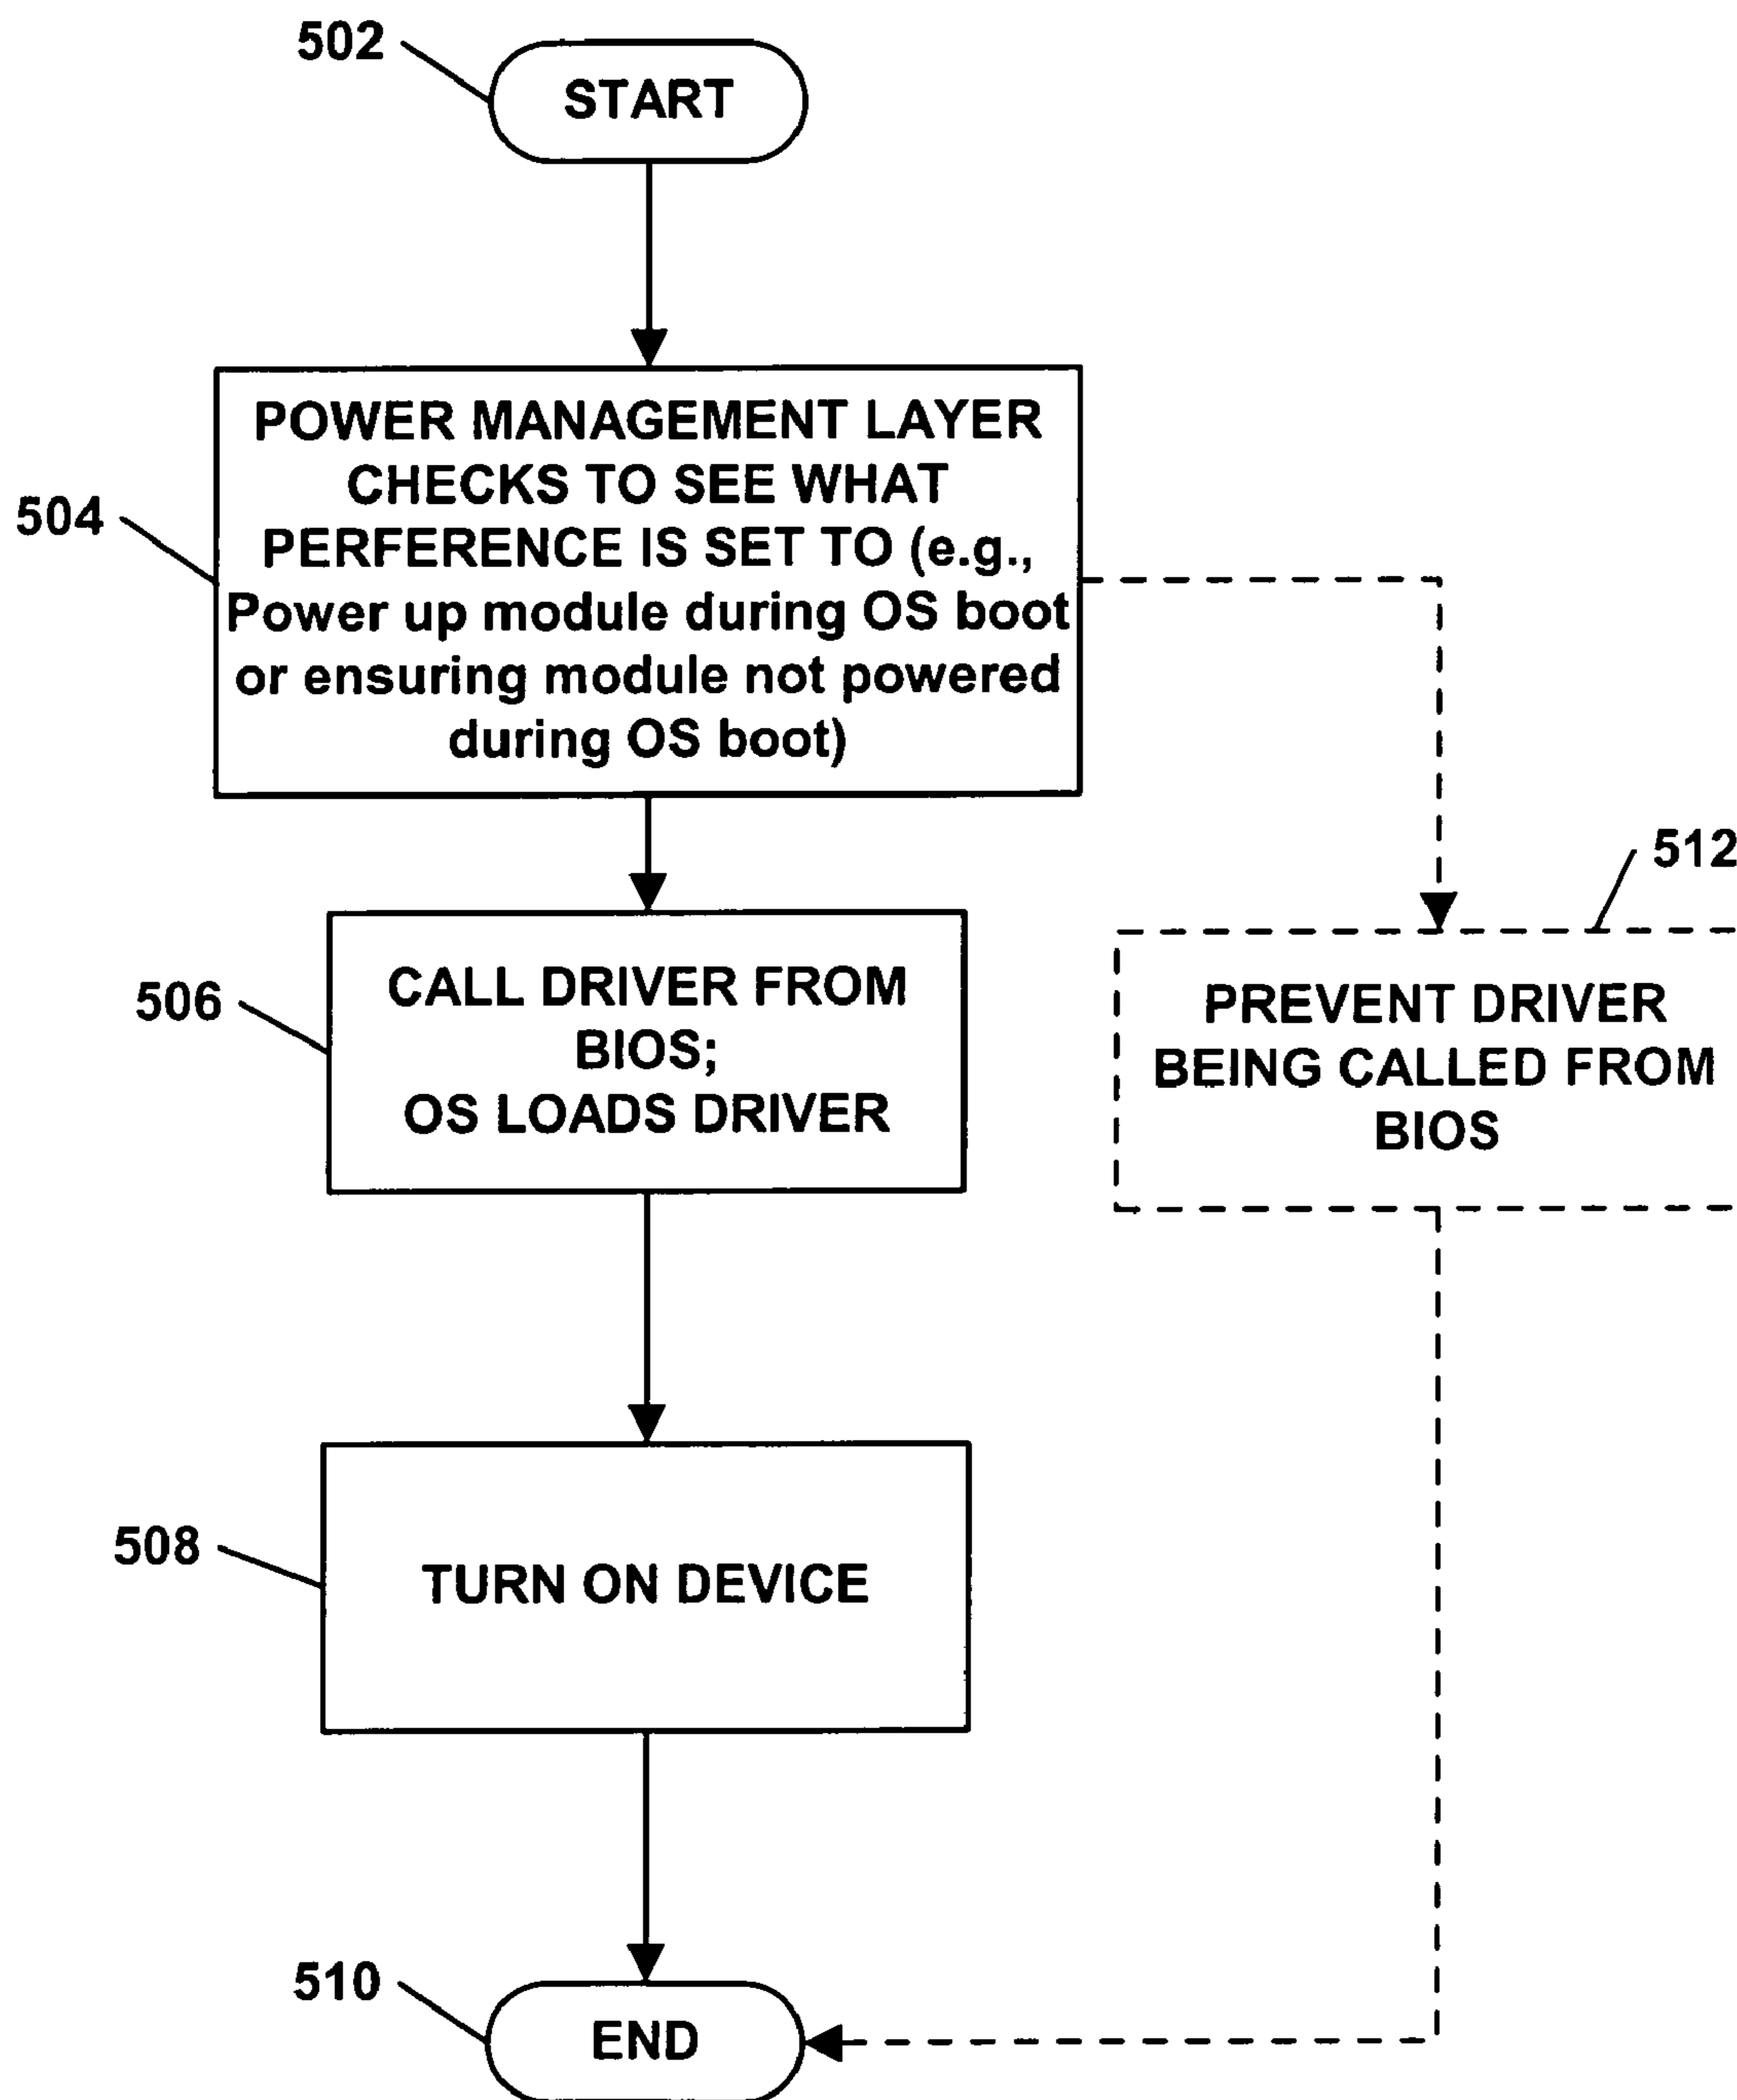 502
START
POWER MANAGEMENT LAYER
CHECKS TO SEE WHAT
PERFERENCE IS SET TO (e.g.,
Power up module during OS boot
or ensuring module not powered
during OS boot)
504
512
CALL DRIVER FROM
BIOS;
OS LOADS DRIVER
506
PREVENT DRIVER
BEING CALLED FROM
BIOS
508
TURN ON DEVICE
510
END